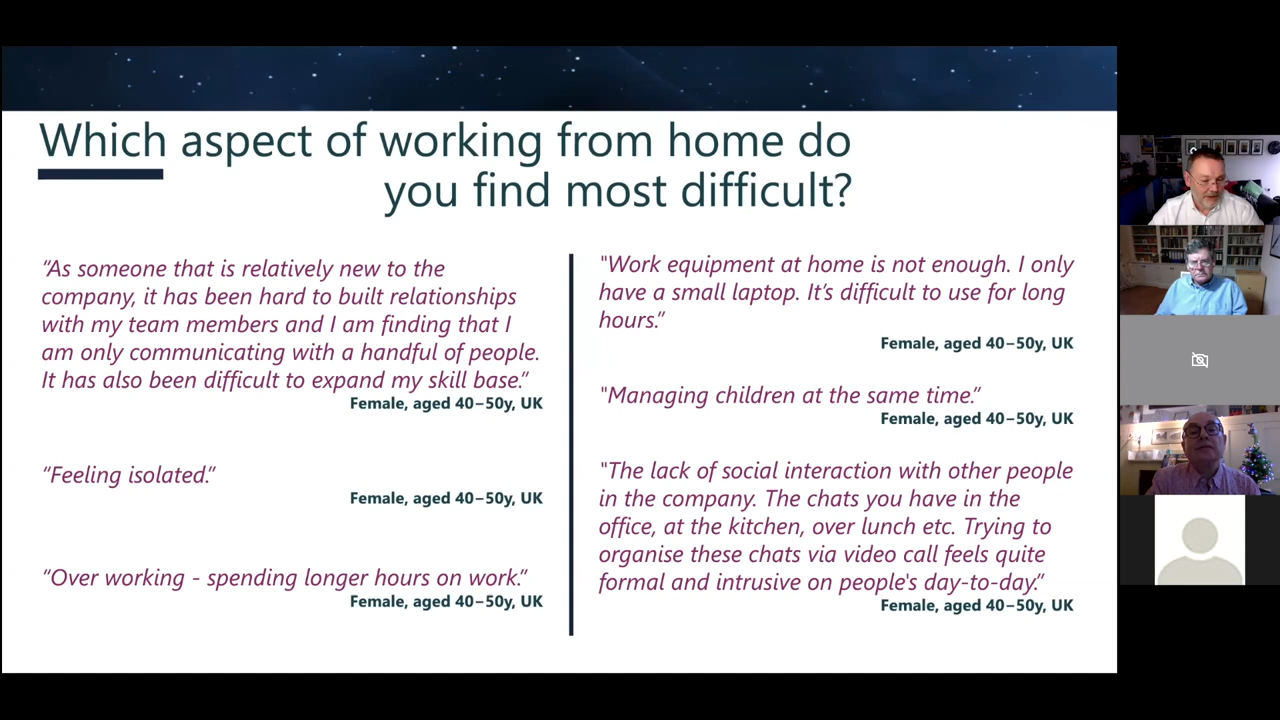 Which aspect of working from home do
you find most difficult?
“As someone that is relatively new to the
company, it has been hard to built relationships
with my team members and I am finding that I
am only communicating with a handful of people.
It has also been difficult to expand my skill base.”
Female, aged 40–50y, UK
“Feeling isolated.”
Female, aged 40–50y, UK
“Over working - spending longer hours on work.”
Female, aged 40–50y, UK
"Work equipment at home is not enough. I only
have a small laptop. It’s difficult to use for long
hours.”
Female, aged 40–50y, UK
"Managing children at the same time.”
Female, aged 40–50y, UK
"The lack of social interaction with other people
in the company. The chats you have in the
office, at the kitchen, over lunch etc. Trying to
organise these chats via video call feels quite
formal and intrusive on people's day-to-day.”
Female, aged 40–50y, UK